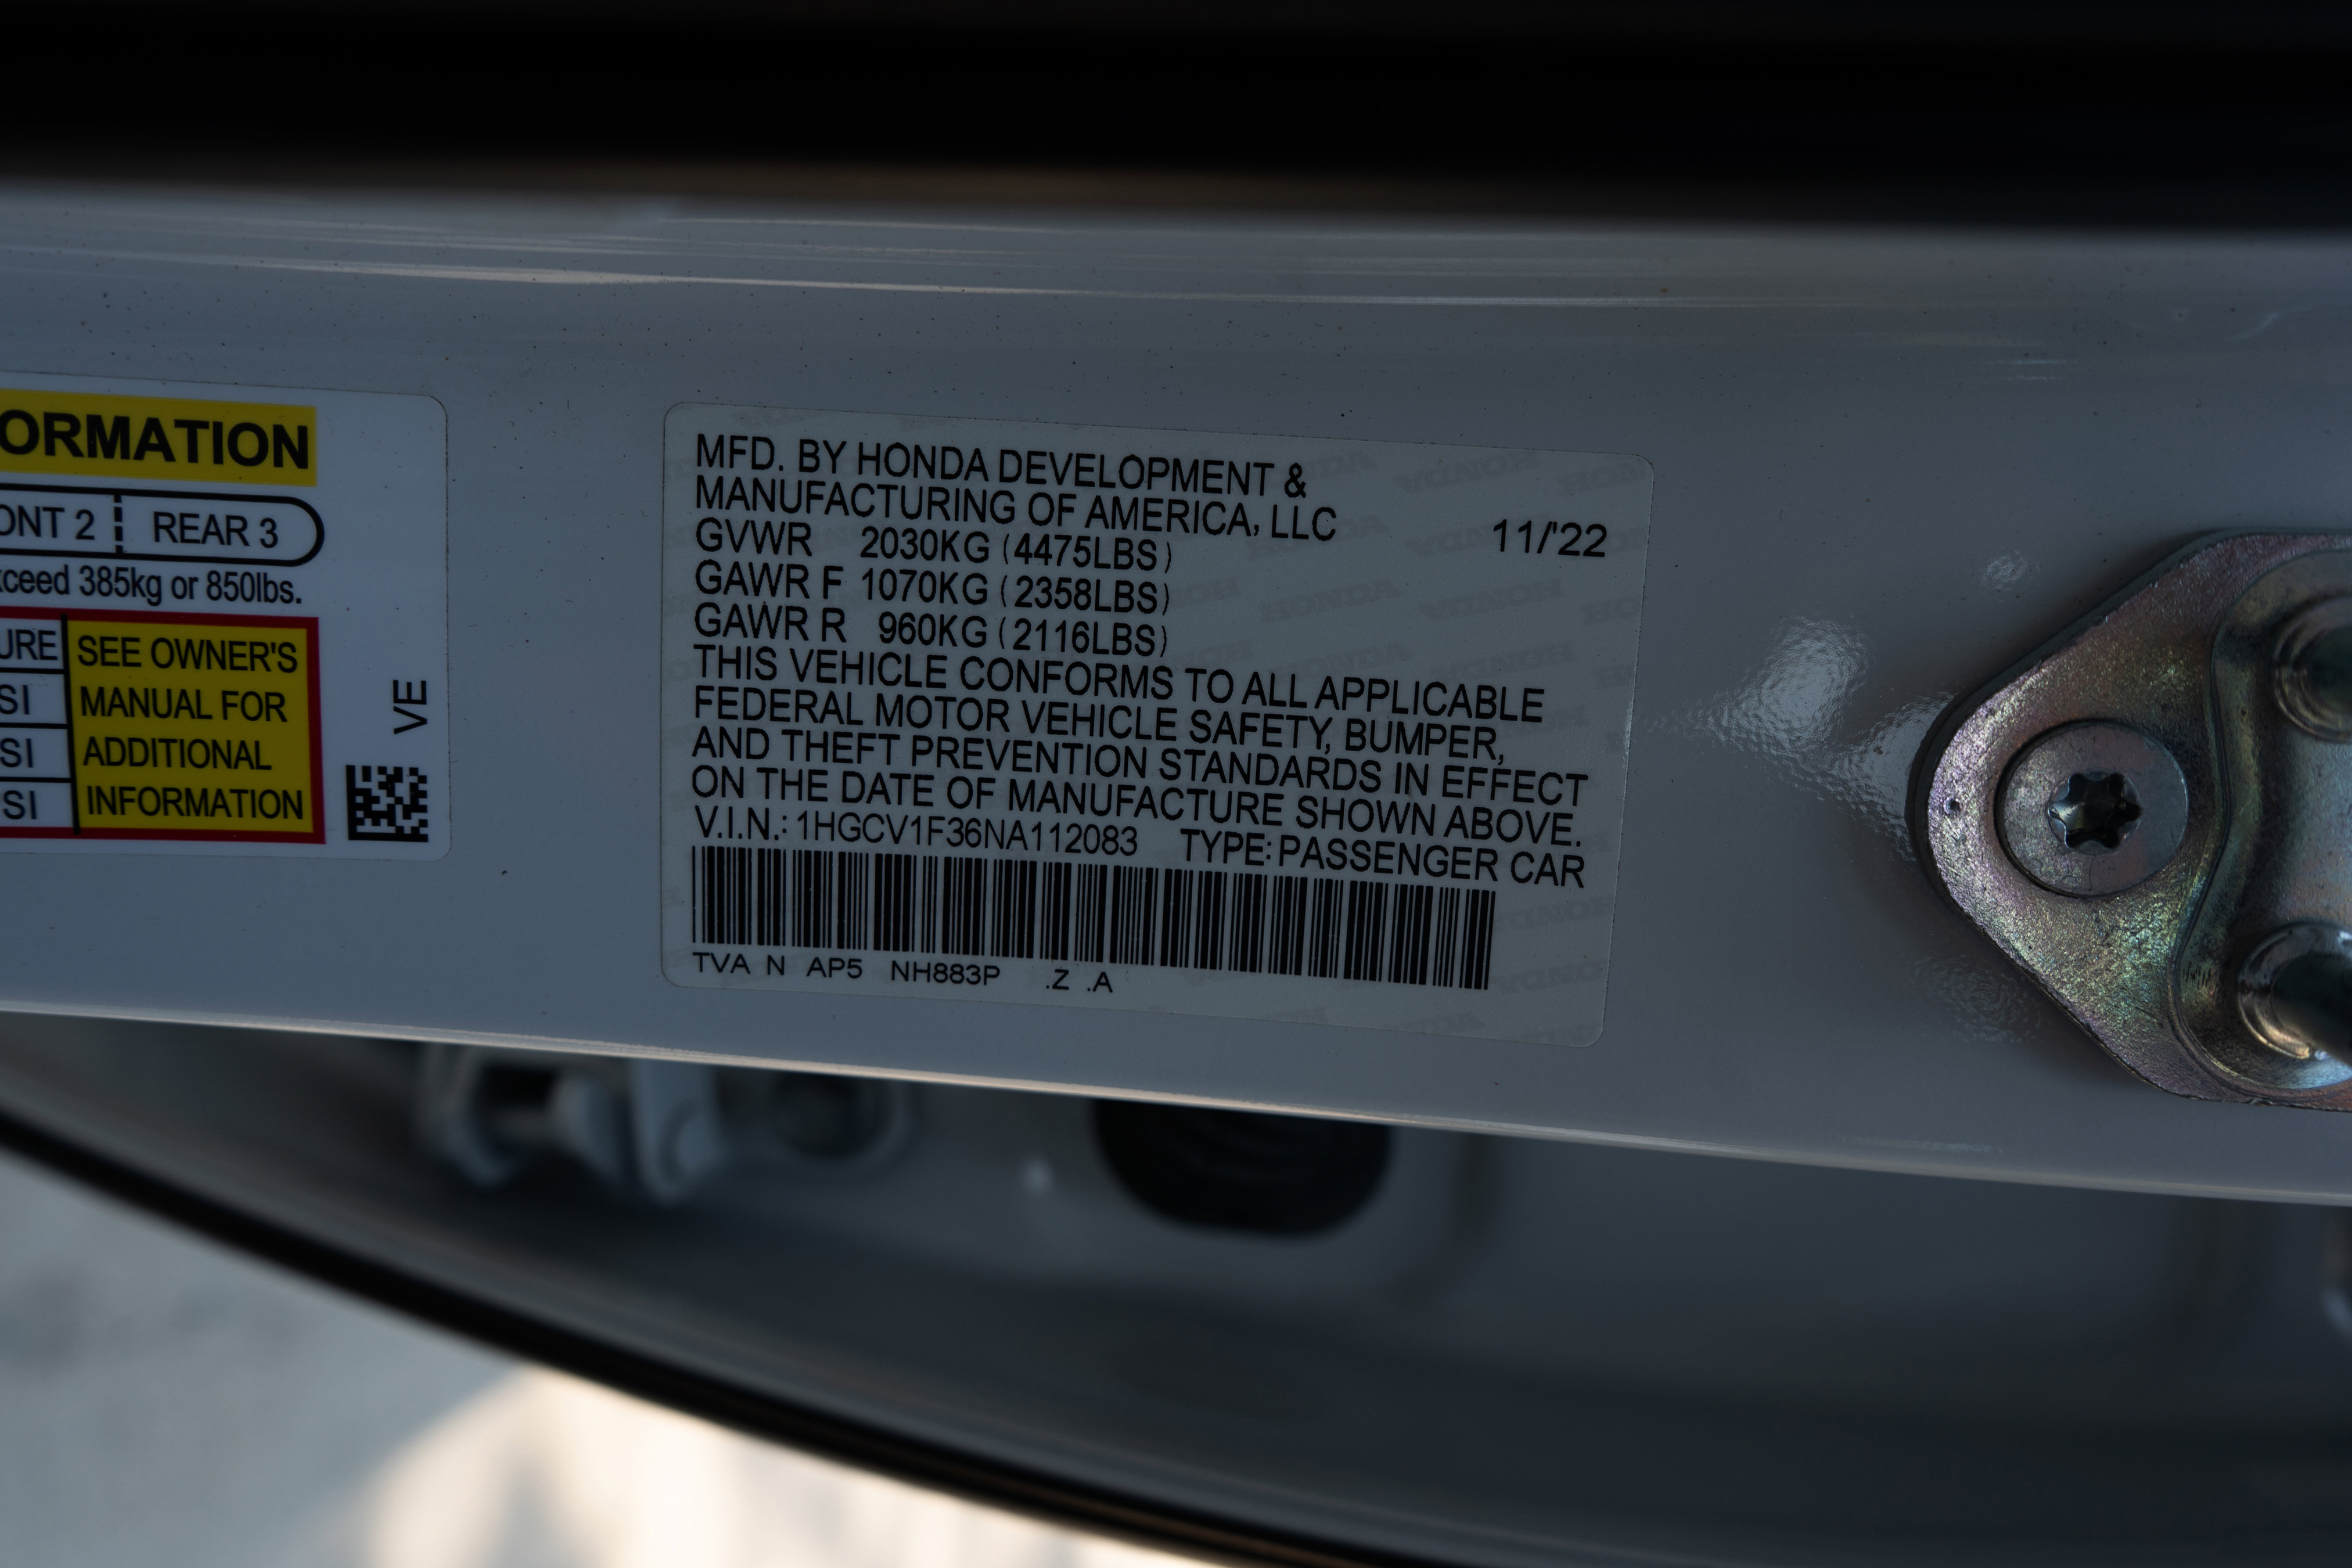 ORMATION
ONT 2 REAR 3
xceed 385kg or 850lbs.
URE SEE OWNER'S
SI MANUAL FOR
SI ADDITIONAL
SI INFORMATION
VE
MFD. BY HONDA DEVELOPMENT &
MANUFACTURING OF AMERICA, LLC 11/'22
GVWR 2030KG (4475LBS)
GAWR F 1070KG (2358LBS)
GAWR R 960KG (2116LBS)
THIS VEHICLE CONFORMS TO ALL APPLICABLE
FEDERAL MOTOR VEHICLE SAFETY, BUMPER,
AND THEFT PREVENTION STANDARDS IN EFFECT
ON THE DATE OF MANUFACTURE SHOWN ABOVE.
V.I.N.: 1HGCV1F36NA112083 TYPE: PASSENGER CAR
TVA N AP5 NH883P .Z .A